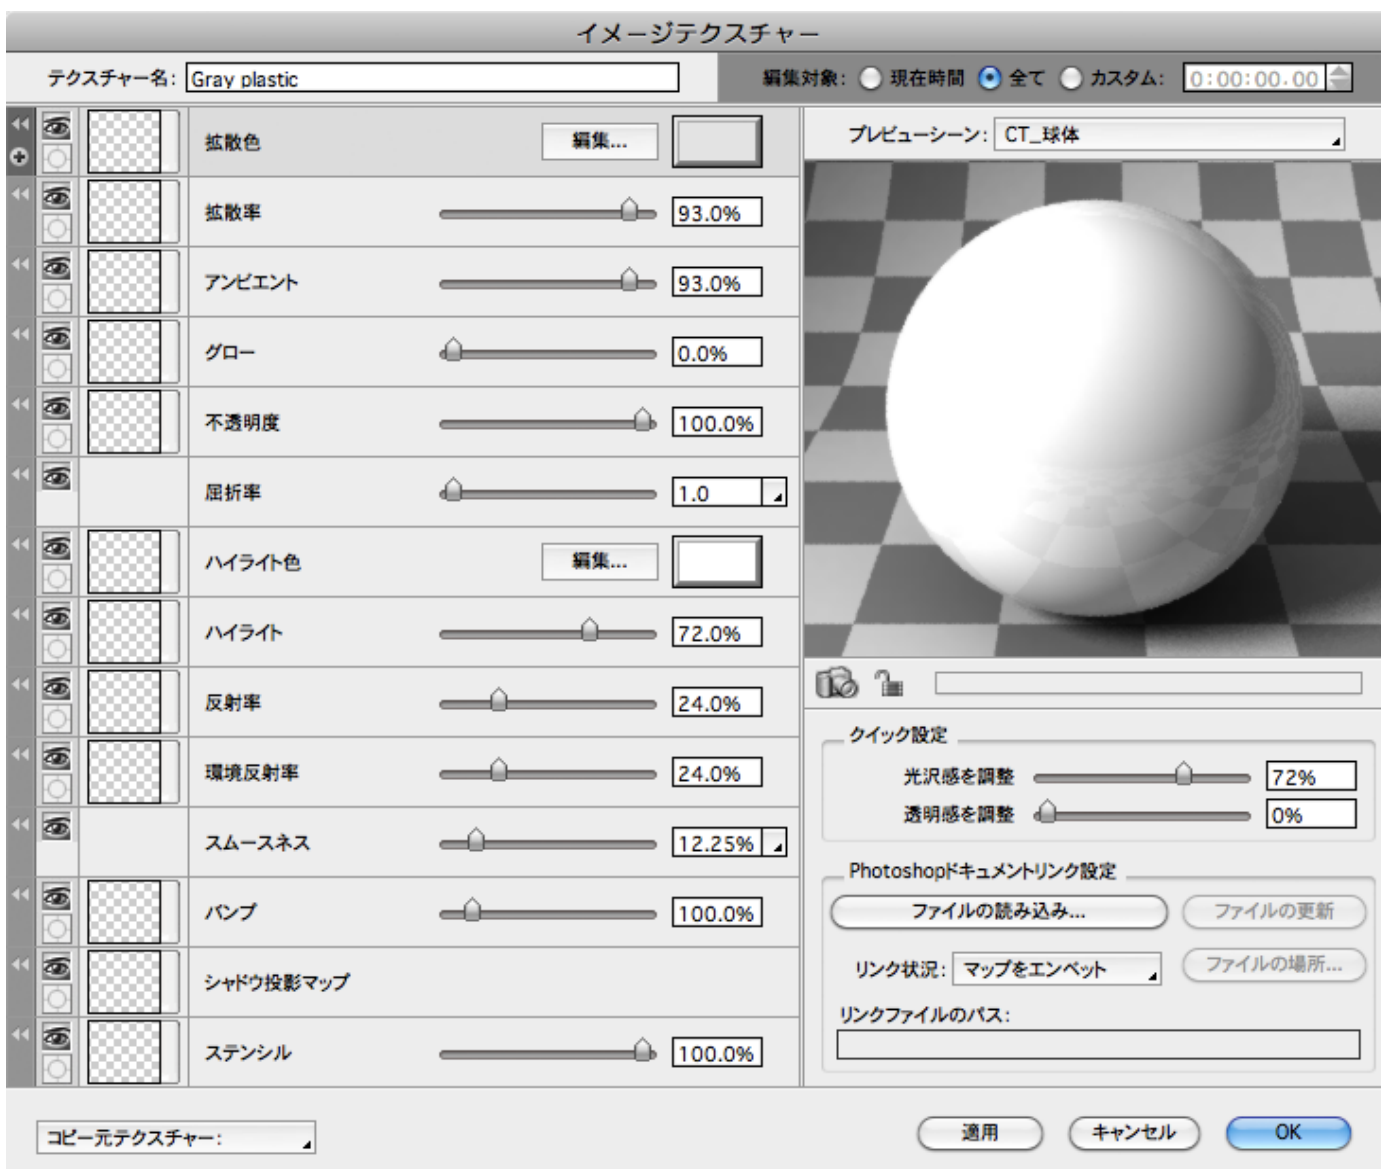 イメージテクスチャー
テクスチャー名: Gray plastic
編集対象: 現在時間 全て カスタム: 0:00:00.00
拡散色 編集...
拡散率 93.0%
アンビエント 93.0%
グロー 0.0%
不透明度 100.0%
屈折率 1.0
ハイライト色 編集...
ハイライト 72.0%
反射率 24.0%
環境反射率 24.0%
スムースネス 12.25%
バンプ 100.0%
シャドウ投影マップ
ステンシル 100.0%
プレビューシーン: CT_球体
クイック設定
光沢感を調整 72%
透明感を調整 0%
Photoshopドキュメントリンク設定
ファイルの読み込み... ファイルの更新
リンク状況: マップをエンベット ファイルの場所...
リンクファイルのパス:
コピー元テクスチャー:
適用 キャンセル OK